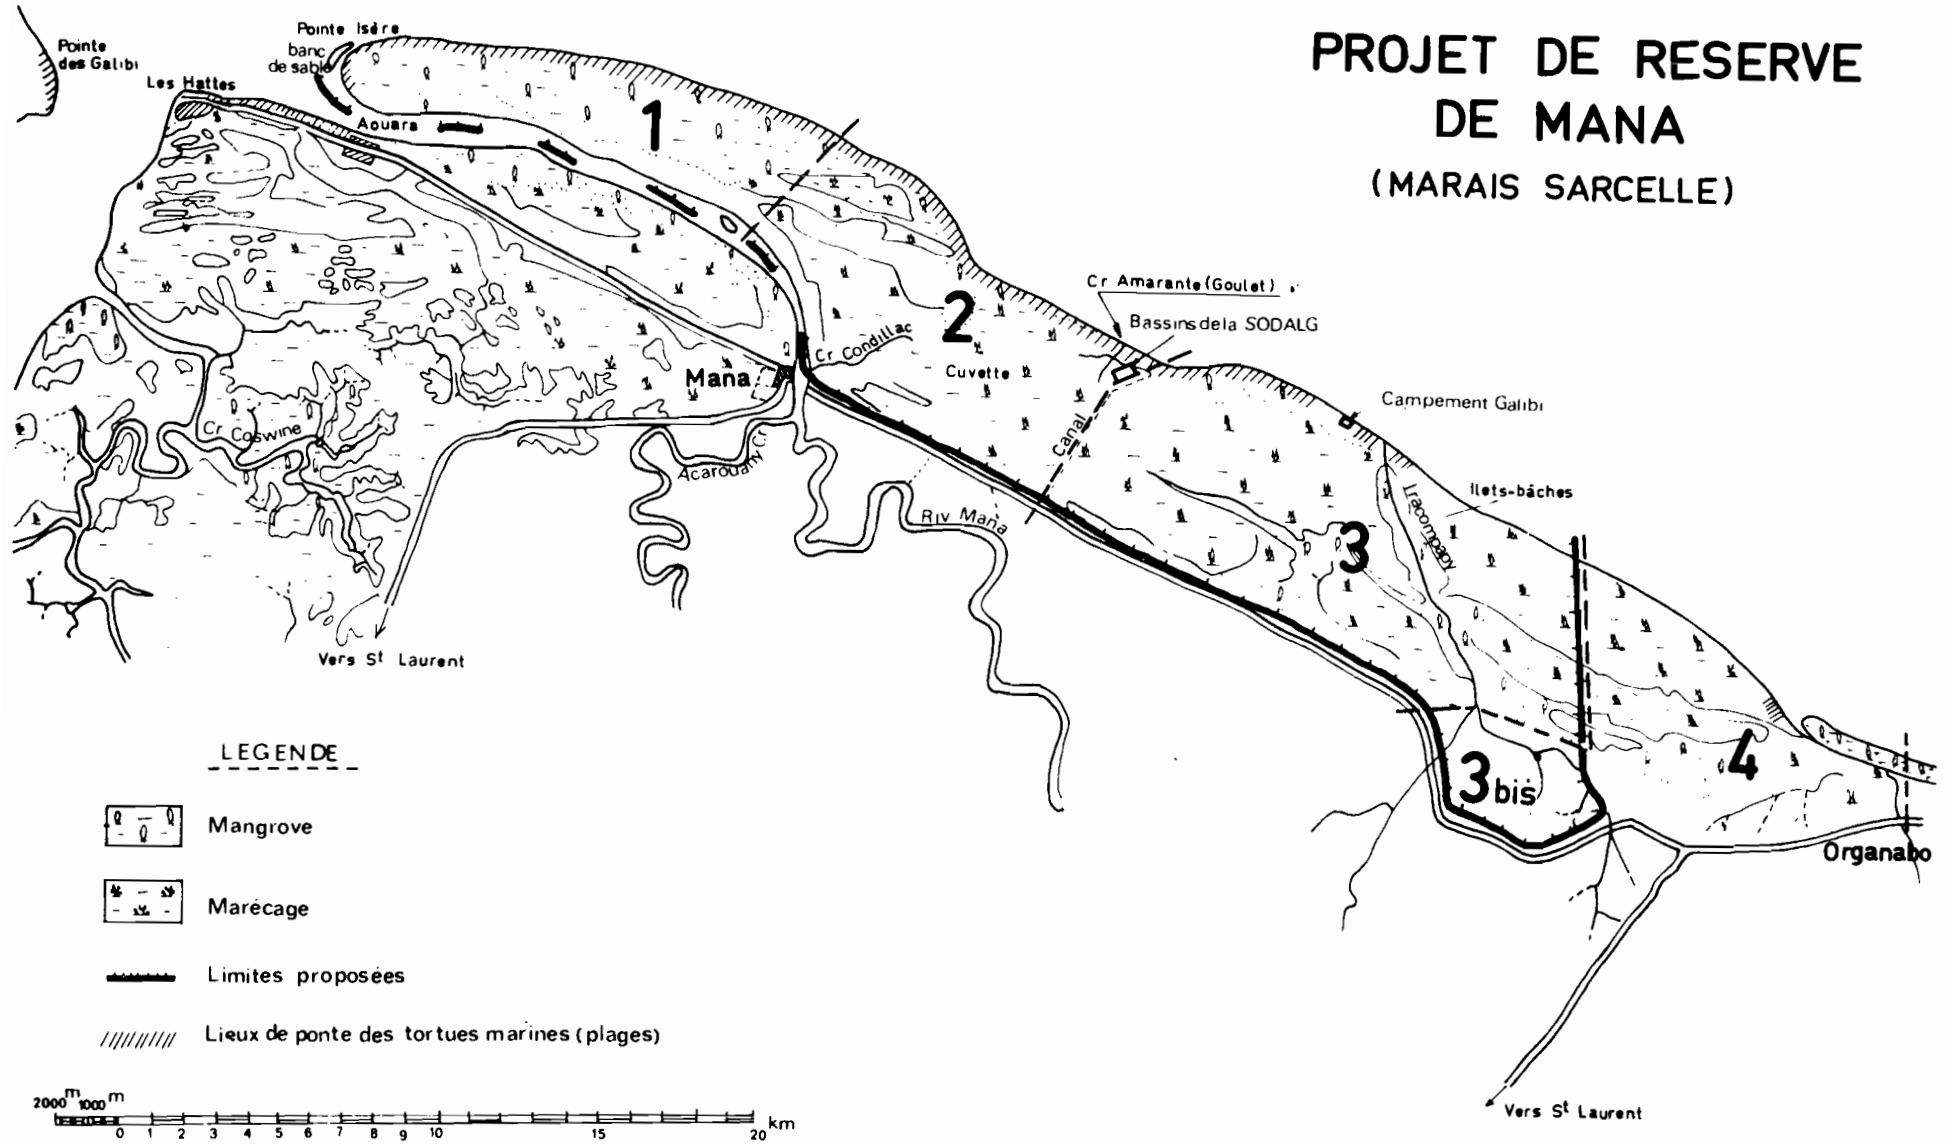 PROJET DE RESERVE
DE MANA
(MARAIS SARCELLE)
Pointe
des Galibi
Pointe Isère
banc
de sable
Les Hattes
Aouara
1
2
Cr Amarante (Goulet)
Bassins de la SODALG
Cr Condillac
Cuvette
Mana
Campement Galibi
Canal
Cr Coswine
Acarouany Cr
Riv Mana
Iracompapy
Ilets-bâches
3
Vers St Laurent
4
3 bis
Organabo
LEGENDE
Mangrove
Marécage
Limites proposées
Lieux de ponte des tortues marines (plages)
2000 m 1000 m
0 1 2 3 4 5 6 7 8 9 10 15 20 km
Vers St Laurent